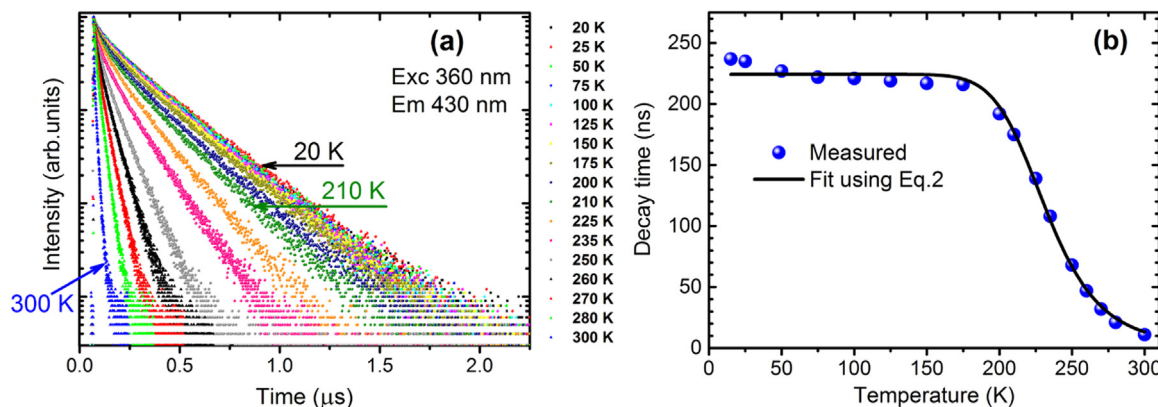 (a)
Exc 360 nm
Em 430 nm
20 K
210 K
300 K
Intensity (arb.units)
0.0
0.5
1.0
1.5
2.0
Time (μs)
20 K
25 K
50 K
75 K
100 K
125 K
150 K
175 K
200 K
210 K
225 K
235 K
250 K
260 K
270 K
280 K
300 K
(b)
Decay time (ns)
250
200
150
100
50
0
Measured
Fit using Eq.2
0
50
100
150
200
250
300
Temperature (K)